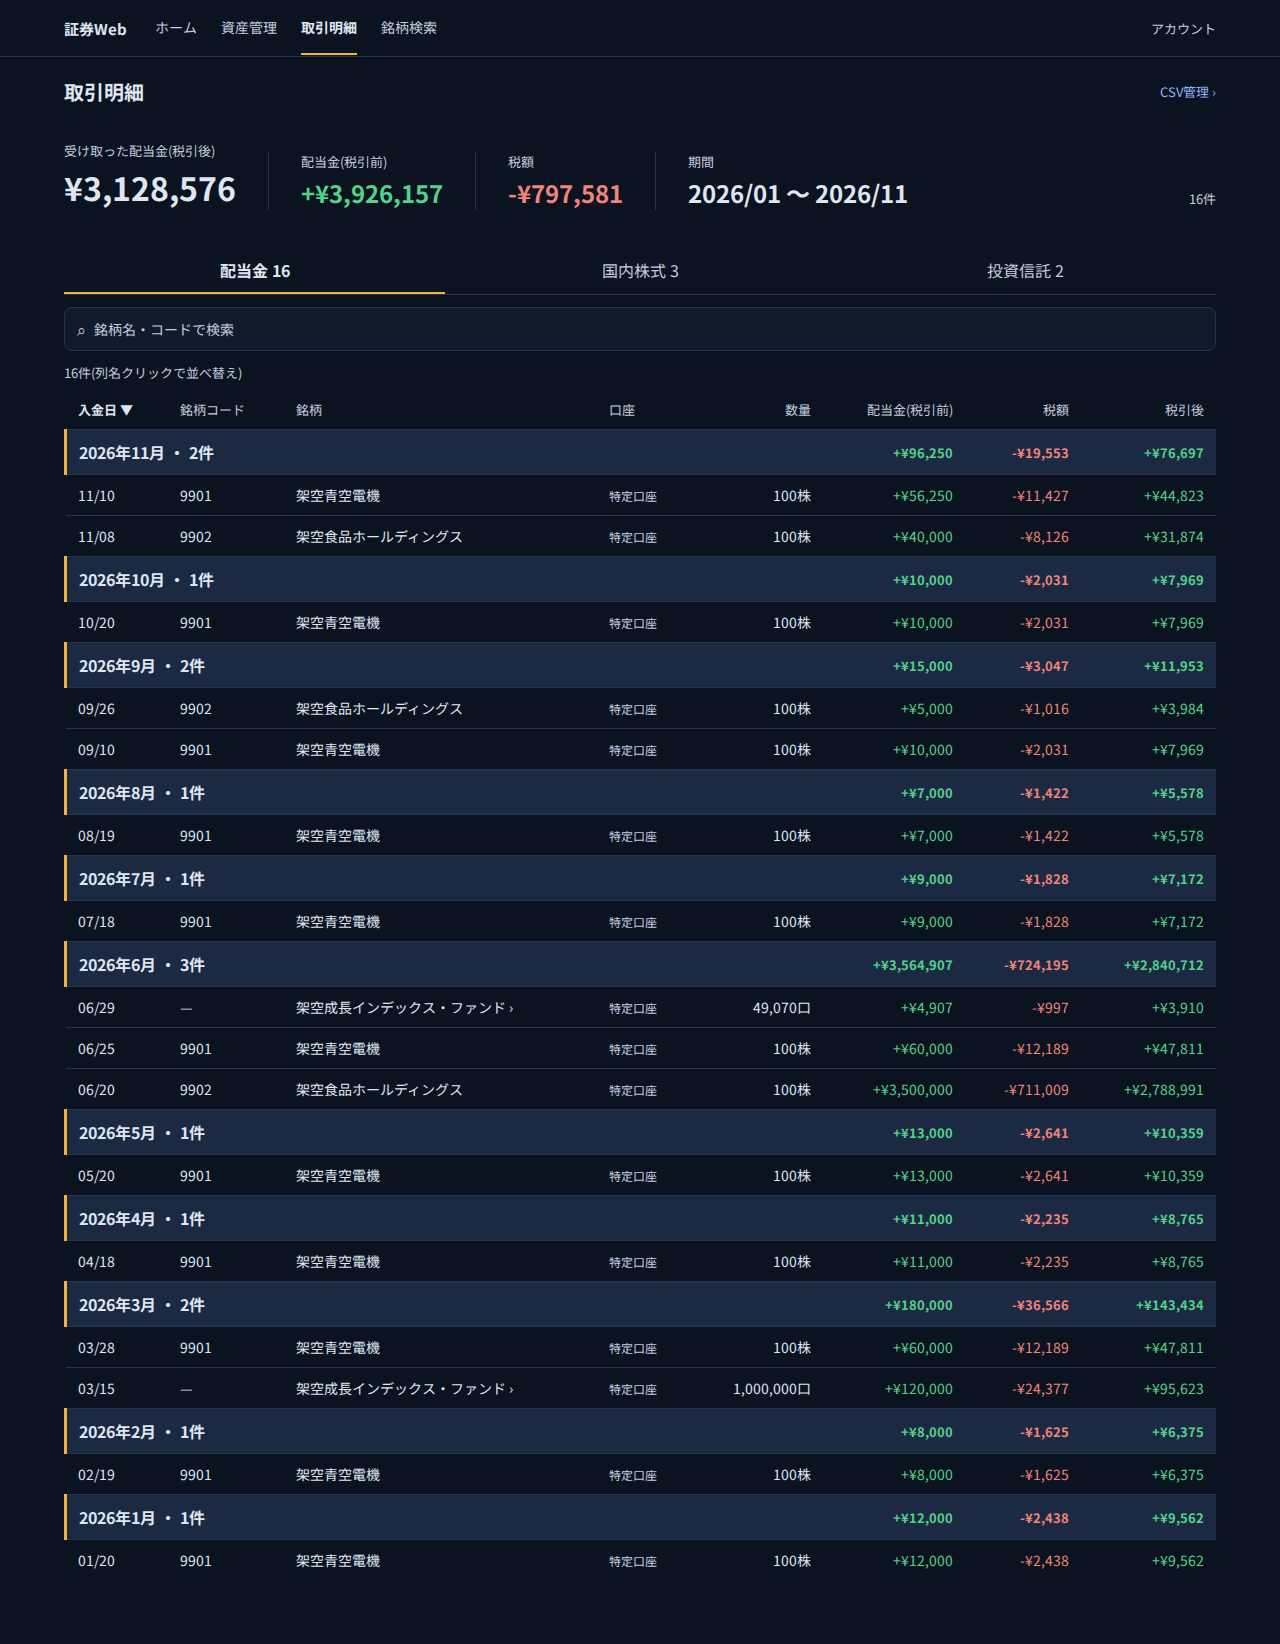 証券Web ホーム 資産管理 取引明細 銘柄検索 アカウント
取引明細 CSV管理 ›
受け取った配当金(税引後) 配当金(税引前) 税額 期間
¥3,128,576 +¥3,926,157 -¥797,581 2026/01 〜 2026/11 16件
配当金 16 国内株式 3 投資信託 2
⌕ 銘柄名・コードで検索
16件(列名クリックで並べ替え)
入金日 ▼ 銘柄コード 銘柄 口座 数量 配当金(税引前) 税額 税引後
2026年11月 ・ 2件 +¥96,250 -¥19,553 +¥76,697
11/10 9901 架空青空電機 特定口座 100株 +¥56,250 -¥11,427 +¥44,823
11/08 9902 架空食品ホールディングス 特定口座 100株 +¥40,000 -¥8,126 +¥31,874
2026年10月 ・ 1件 +¥10,000 -¥2,031 +¥7,969
10/20 9901 架空青空電機 特定口座 100株 +¥10,000 -¥2,031 +¥7,969
2026年9月 ・ 2件 +¥15,000 -¥3,047 +¥11,953
09/26 9902 架空食品ホールディングス 特定口座 100株 +¥5,000 -¥1,016 +¥3,984
09/10 9901 架空青空電機 特定口座 100株 +¥10,000 -¥2,031 +¥7,969
2026年8月 ・ 1件 +¥7,000 -¥1,422 +¥5,578
08/19 9901 架空青空電機 特定口座 100株 +¥7,000 -¥1,422 +¥5,578
2026年7月 ・ 1件 +¥9,000 -¥1,828 +¥7,172
07/18 9901 架空青空電機 特定口座 100株 +¥9,000 -¥1,828 +¥7,172
2026年6月 ・ 3件 +¥3,564,907 -¥724,195 +¥2,840,712
06/29 — 架空成長インデックス・ファンド › 特定口座 49,070口 +¥4,907 -¥997 +¥3,910
06/25 9901 架空青空電機 特定口座 100株 +¥60,000 -¥12,189 +¥47,811
06/20 9902 架空食品ホールディングス 特定口座 100株 +¥3,500,000 -¥711,009 +¥2,788,991
2026年5月 ・ 1件 +¥13,000 -¥2,641 +¥10,359
05/20 9901 架空青空電機 特定口座 100株 +¥13,000 -¥2,641 +¥10,359
2026年4月 ・ 1件 +¥11,000 -¥2,235 +¥8,765
04/18 9901 架空青空電機 特定口座 100株 +¥11,000 -¥2,235 +¥8,765
2026年3月 ・ 2件 +¥180,000 -¥36,566 +¥143,434
03/28 9901 架空青空電機 特定口座 100株 +¥60,000 -¥12,189 +¥47,811
03/15 — 架空成長インデックス・ファンド › 特定口座 1,000,000口 +¥120,000 -¥24,377 +¥95,623
2026年2月 ・ 1件 +¥8,000 -¥1,625 +¥6,375
02/19 9901 架空青空電機 特定口座 100株 +¥8,000 -¥1,625 +¥6,375
2026年1月 ・ 1件 +¥12,000 -¥2,438 +¥9,562
01/20 9901 架空青空電機 特定口座 100株 +¥12,000 -¥2,438 +¥9,562